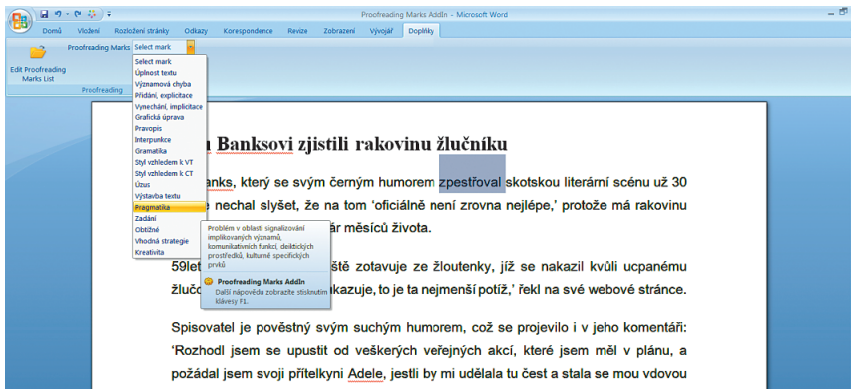 Proofreading Marks AddIn - Microsoft Word
Domů Vložení Rozložení stránky Odkazy Korespondence Revize Zobrazení Vývojář Doplňky
Proofreading Marks Select mark
Edit Proofreading
Marks List
Proofreading
Select mark
Úplnost textu
Významová chyba
Přidání, explicitace
Vynechání, implicitace
Grafická úprava
Pravopis
Interpunkce
Gramatika
Styl vzhledem k VT
Styl vzhledem k CT
Úzus
Výstavba textu
Pragmatika
Zadání
Obtížné
Vhodná strategie
Kreativita
Problém v oblasti signalizování
implikovaných významů,
komunikativních funkcí, deiktických
prostředků, kulturně specifických
prvků
Proofreading Marks AddIn
Další nápovědu zobrazíte stisknutím
klávesy F1.
Banksovi zjistili rakovinu žlučníku
anks, který se svým černým humorem zpestřoval skotskou literární scénu už 30
nechal slyšet, že na tom ‘oficiálně není zrovna nejlépe,’ protože má rakovinu
ár měsíců života.
59let ště zotavuje ze žloutenky, jíž se nakazil kvůli ucpanému
žlučo ukazuje, to je ta nejmenší potíž,’ řekl na své webové stránce.
Spisovatel je pověstný svým suchým humorem, což se projevilo i v jeho komentáři:
‘Rozhodl jsem se upustit od veškerých veřejných akcí, které jsem měl v plánu, a
požádal jsem svoji přítelkyni Adele, jestli by mi udělala tu čest a stala se mou vdovou